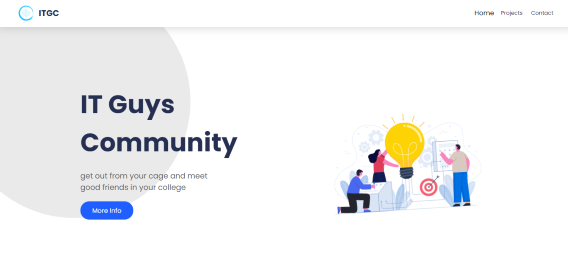 ITGC
Home Projects Contact
IT Guys
Community
get out from your cage and meet
good friends in your college
More Info